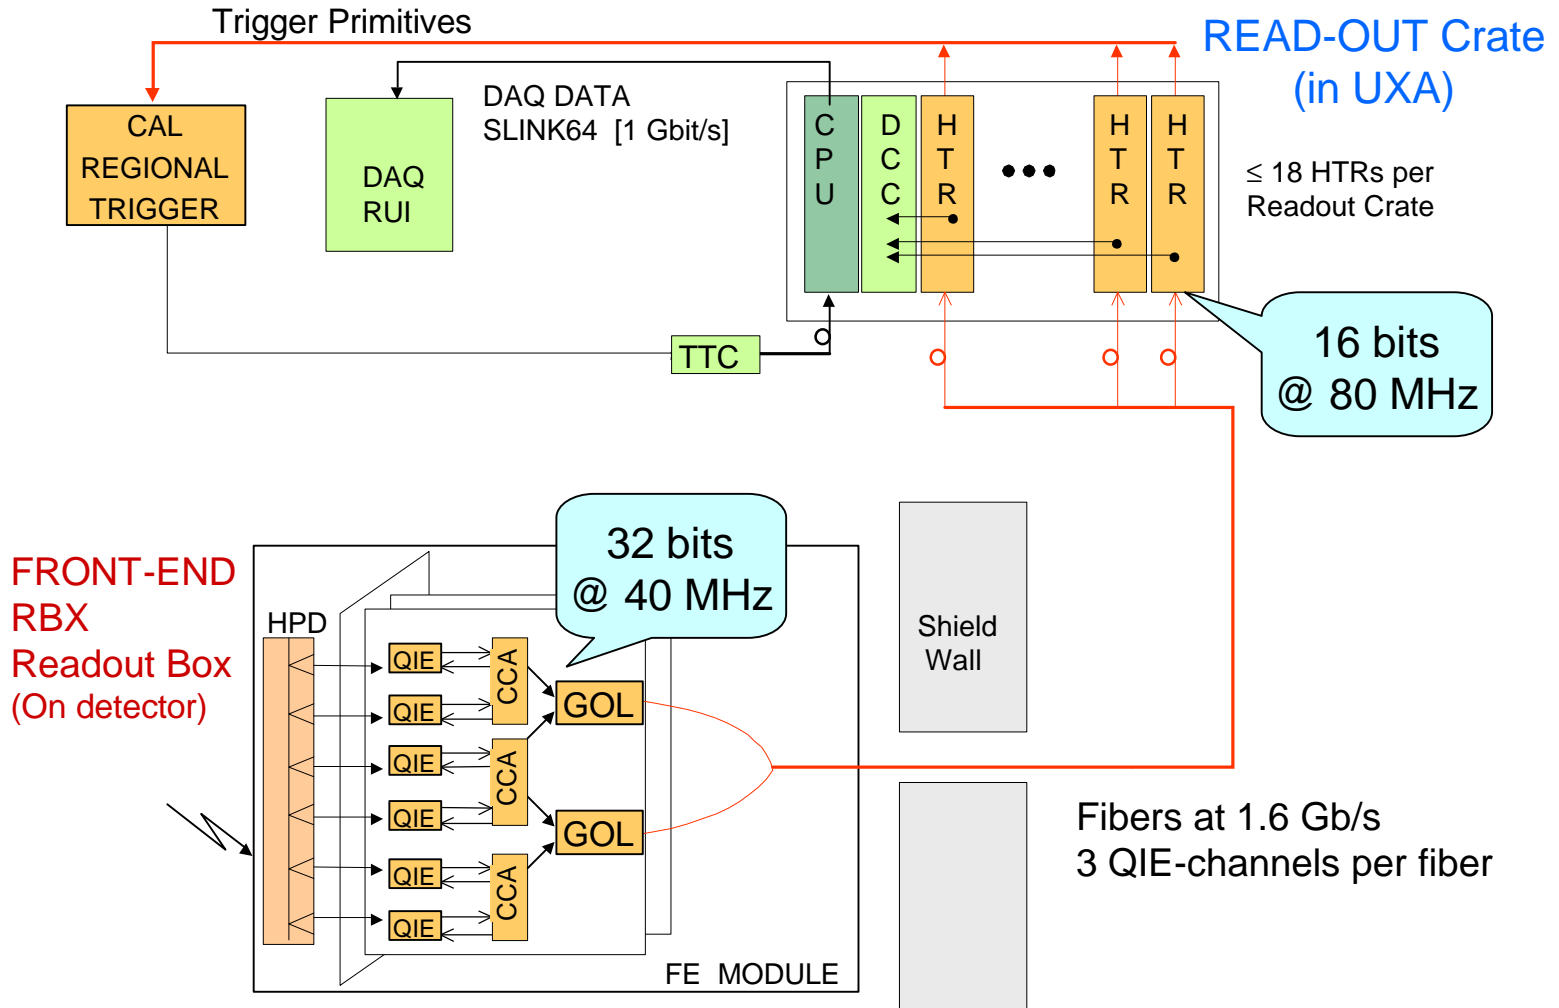 Trigger Primitives
READ-OUT Crate
(in UXA)
CAL
REGIONAL
TRIGGER
DAQ
RUI
DAQ DATA
SLINK64 [1 Gbit/s]
C
P
U
D
C
C
H
T
R
H
T
R
H
T
R
≤ 18 HTRs per
Readout Crate
TTC
16 bits
@ 80 MHz
FRONT-END
RBX
Readout Box
(On detector)
HPD
32 bits
@ 40 MHz
QIE
QIE
QIE
QIE
QIE
QIE
CCA
CCA
CCA
GOL
GOL
FE MODULE
Shield
Wall
Fibers at 1.6 Gb/s
3 QIE-channels per fiber